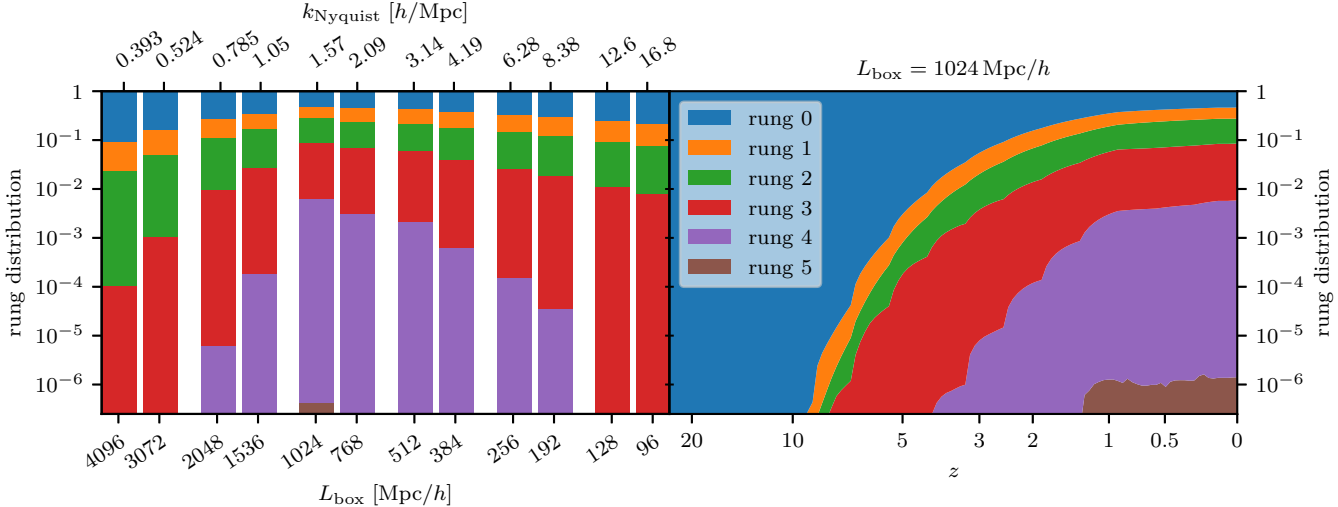 k_Nyquist [h/Mpc]
0.393 0.524 0.785 1.05 1.57 2.09 3.14 4.19 6.28 8.38 12.6 16.8
L_box = 1024 Mpc/h
1
10^−1
10^−2
10^−3
10^−4
10^−5
10^−6
rung distribution
4096 3072 2048 1536 1024 768 512 384 256 192 128 96
L_box [Mpc/h]
rung 0
rung 1
rung 2
rung 3
rung 4
rung 5
20 10 5 3 2 1 0.5 0
z
1
10^−1
10^−2
10^−3
10^−4
10^−5
10^−6
rung distribution